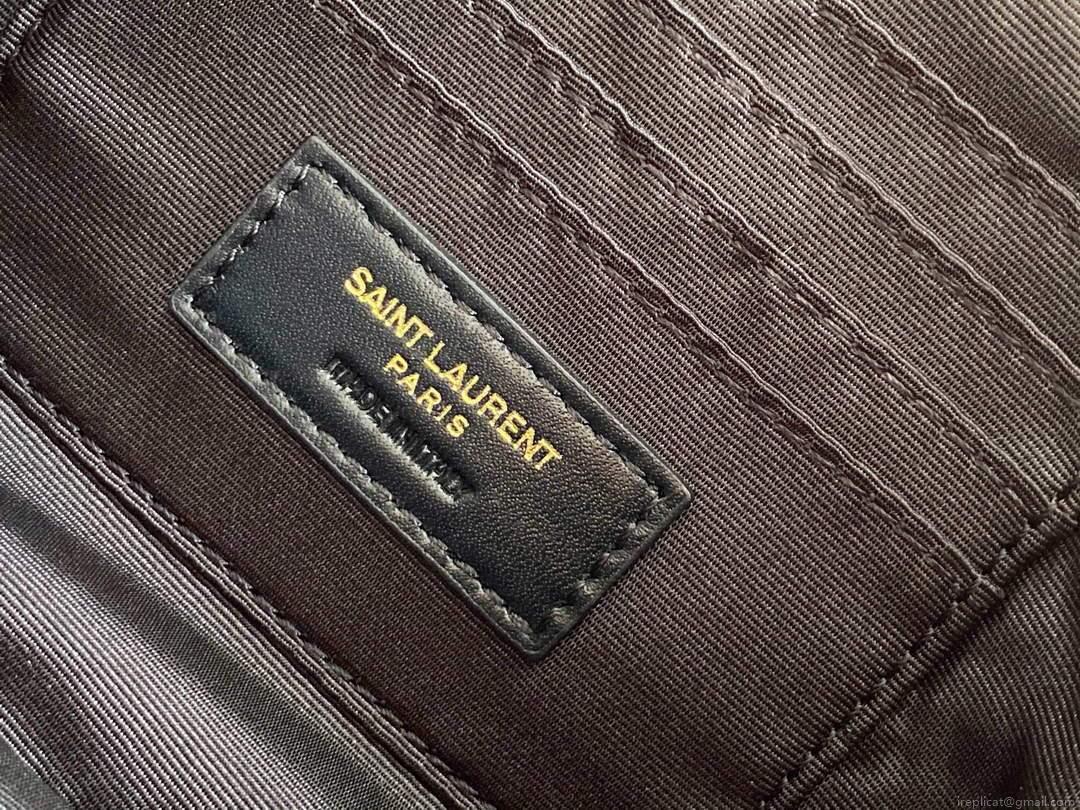 SAINT LAURENT
PARIS
MADE IN ITALY
ireplicat@gmail.com